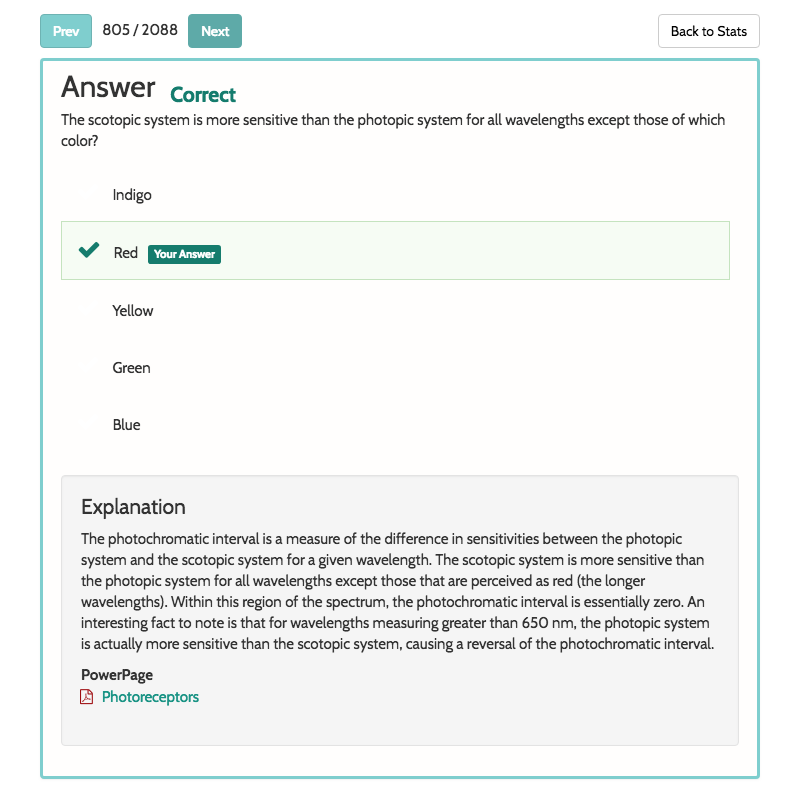 Prev 805 / 2088 Next Back to Stats
Answer Correct
The scotopic system is more sensitive than the photopic system for all wavelengths except those of which
color?
Indigo
Red Your Answer
Yellow
Green
Blue
Explanation
The photochromatic interval is a measure of the difference in sensitivities between the photopic
system and the scotopic system for a given wavelength. The scotopic system is more sensitive than
the photopic system for all wavelengths except those that are perceived as red (the longer
wavelengths). Within this region of the spectrum, the photochromatic interval is essentially zero. An
interesting fact to note is that for wavelengths measuring greater than 650 nm, the photopic system
is actually more sensitive than the scotopic system, causing a reversal of the photochromatic interval.
PowerPage
Photoreceptors